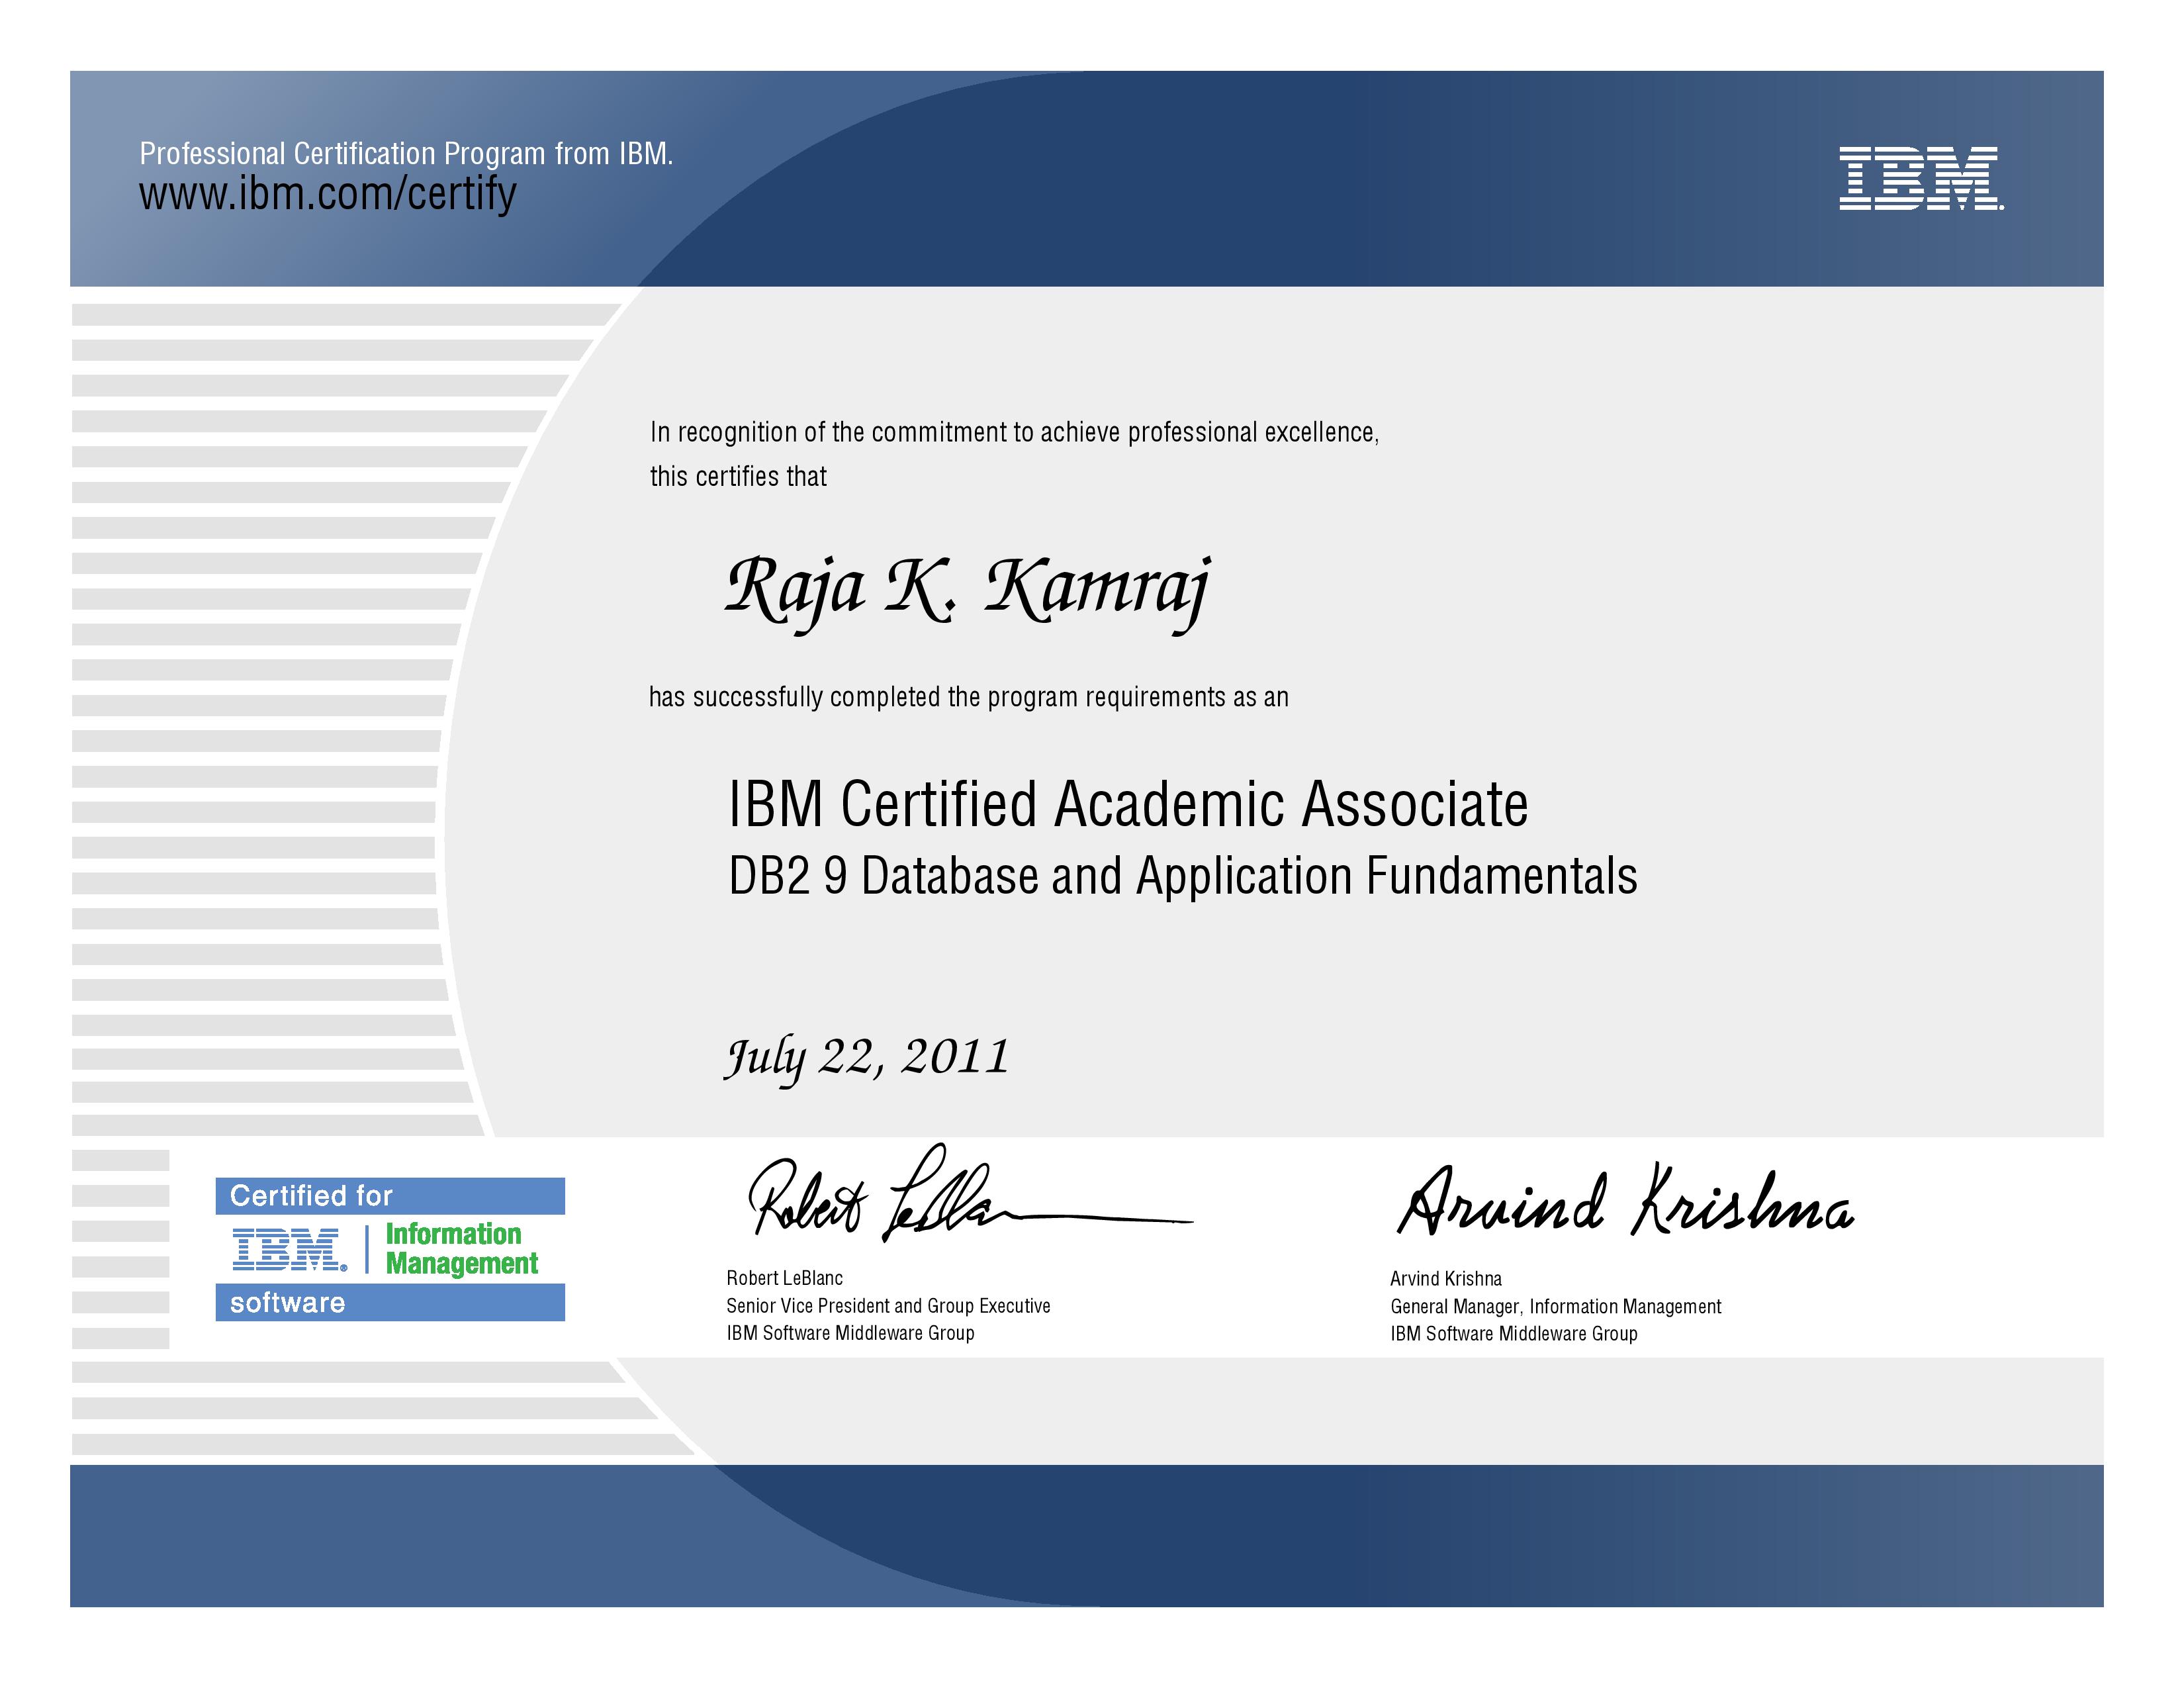 Professional Certification Program from IBM.
www.ibm.com/certify
IBM.
In recognition of the commitment to achieve professional excellence,
this certifies that
Raja K. Kamraj
has successfully completed the program requirements as an
IBM Certified Academic Associate
DB2 9 Database and Application Fundamentals
July 22, 2011
Certified for
IBM® | Information
Management
software
Robert LeBlanc
Robert LeBlanc
Senior Vice President and Group Executive
IBM Software Middleware Group
Arvind Krishna
Arvind Krishna
General Manager, Information Management
IBM Software Middleware Group